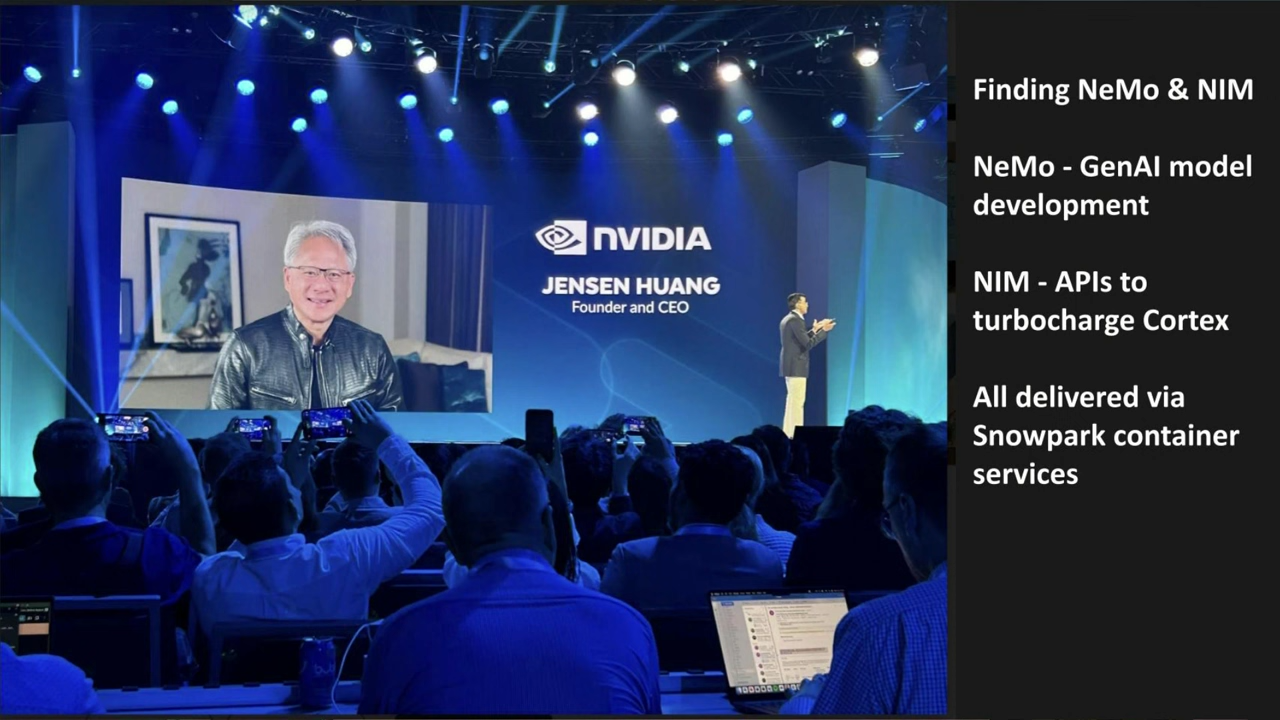 NVIDIA
JENSEN HUANG
Founder and CEO
Finding NeMo & NIM
NeMo - GenAI model
development
NIM - APIs to
turbocharge Cortex
All delivered via
Snowpark container
services